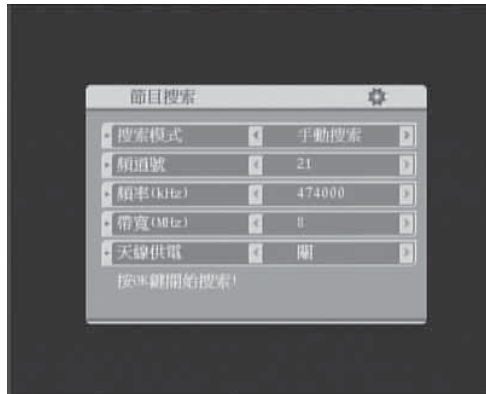 節目搜索
搜索模式 手動搜索
頻道號 21
頻率(kHz) 474000
帶寬(MHz) 8
天線供電 關
按OK鍵開始搜索!